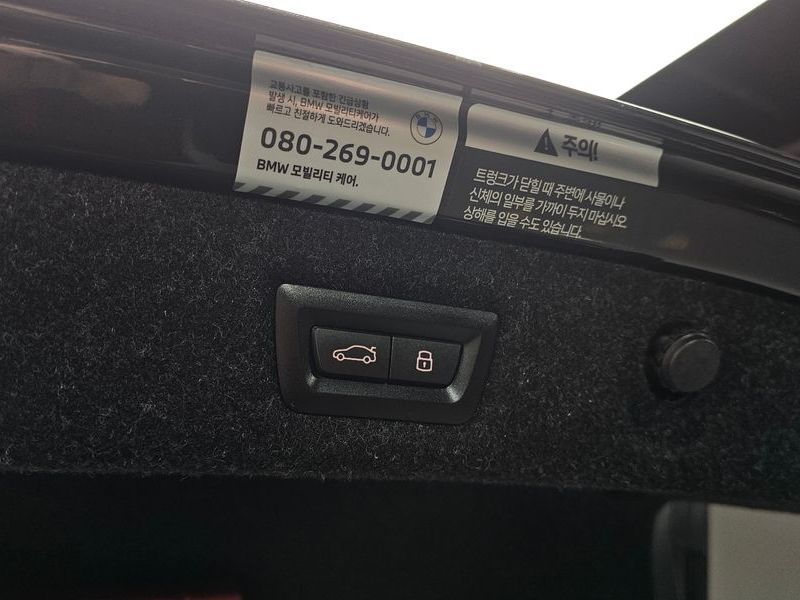 교통사고를 포함한 긴급상황
발생 시, BMW 모빌리티케어가
빠르고 친절하게 도와드리겠습니다.
080-269-0001
BMW 모빌리티 케어.
주의!
트렁크가 닫힐 때 주변에 사물이나
신체의 일부를 가까이 두지 마십시오
상해를 입을 수도 있습니다.